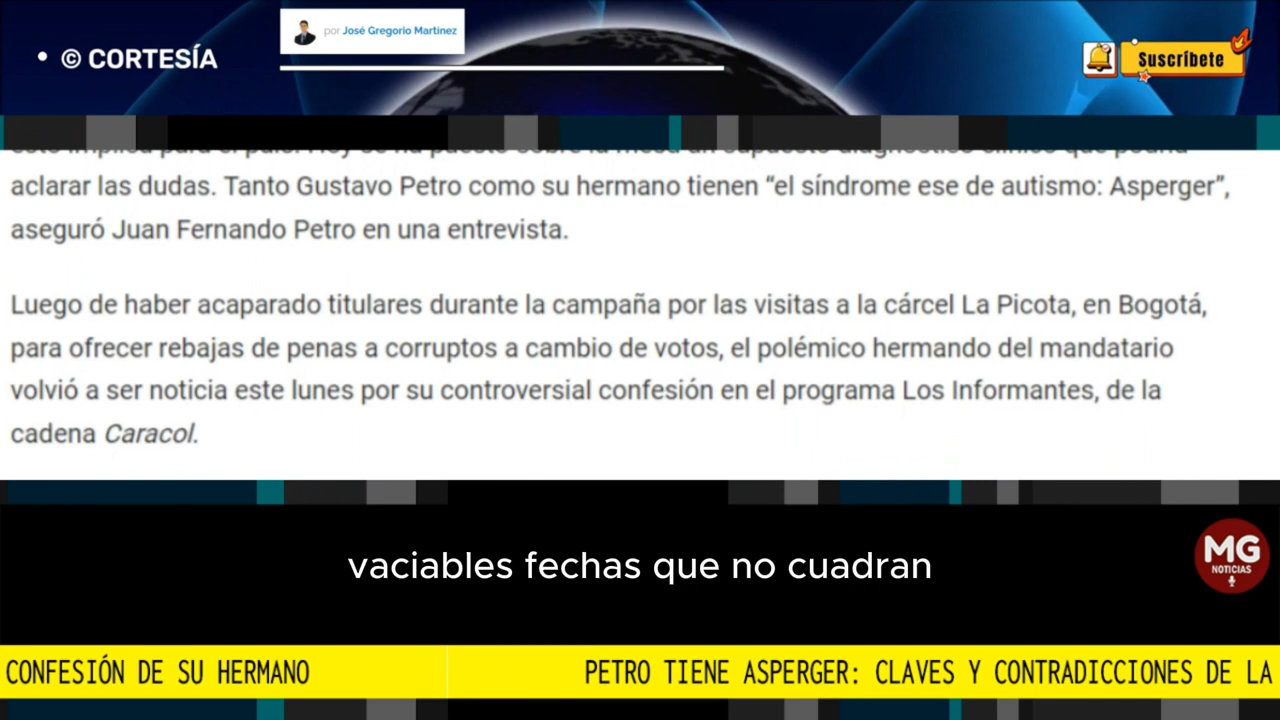 por José Gregorio Martínez
• © CORTESÍA
Suscríbete
aclarar las dudas. Tanto Gustavo Petro como su hermano tienen “el síndrome ese de autismo: Asperger”,
aseguró Juan Fernando Petro en una entrevista.
Luego de haber acaparado titulares durante la campaña por las visitas a la cárcel La Picota, en Bogotá,
para ofrecer rebajas de penas a corruptos a cambio de votos, el polémico hermando del mandatario
volvió a ser noticia este lunes por su controversial confesión en el programa Los Informantes, de la
cadena Caracol.
vaciables fechas que no cuadran
MG
NOTICIAS
CONFESIÓN DE SU HERMANO
PETRO TIENE ASPERGER: CLAVES Y CONTRADICCIONES DE LA